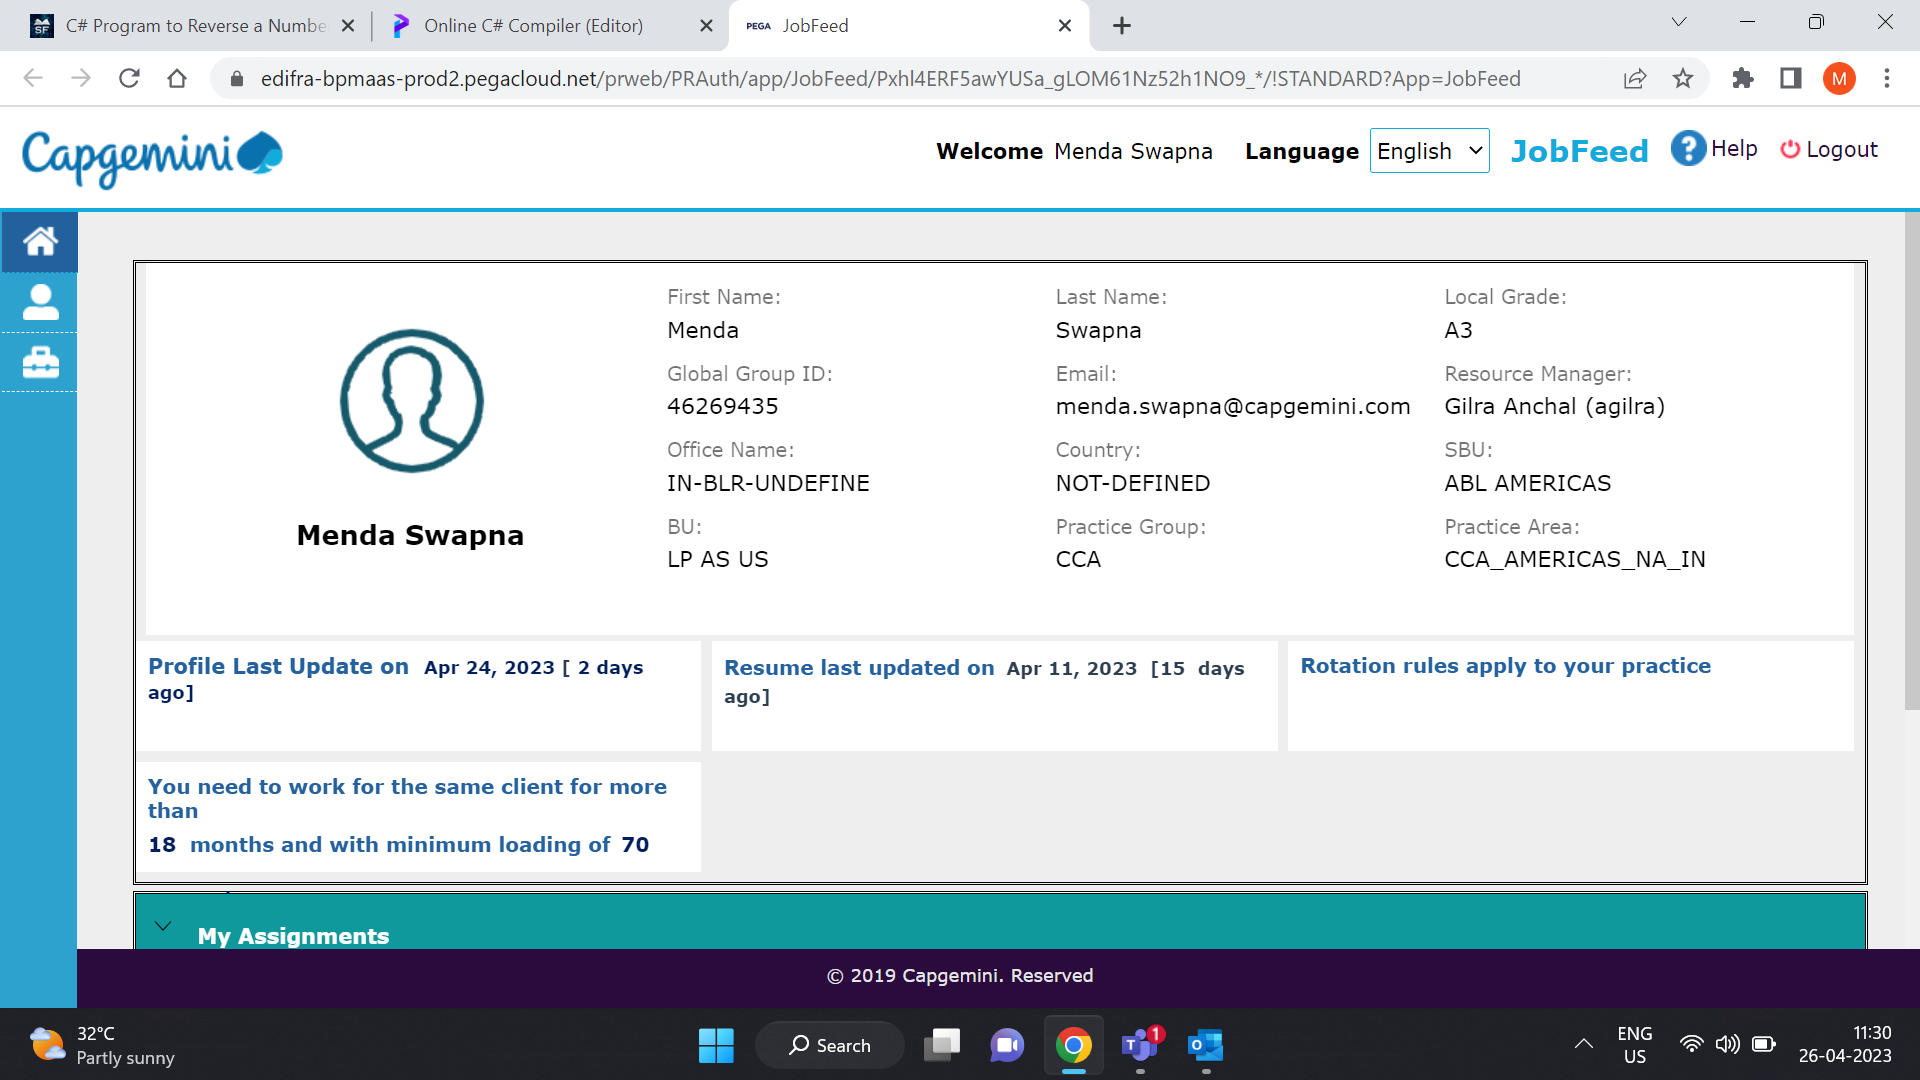 C# Program to Reverse a Numbe
Online C# Compiler (Editor)
PEGA JobFeed
edifra-bpmaas-prod2.pegacloud.net/prweb/PRAuth/app/JobFeed/Pxhl4ERF5awYUSa_gLOM61Nz52h1NO9_*/!STANDARD?App=JobFeed
M
Capgemini
Welcome Menda Swapna Language English JobFeed ? Help Logout
First Name: Last Name: Local Grade:
Menda Swapna A3
Global Group ID: Email: Resource Manager:
46269435 menda.swapna@capgemini.com Gilra Anchal (agilra)
Office Name: Country: SBU:
IN-BLR-UNDEFINE NOT-DEFINED ABL AMERICAS
Menda Swapna
BU: Practice Group: Practice Area:
LP AS US CCA CCA_AMERICAS_NA_IN
Profile Last Update on Apr 24, 2023 [ 2 days
ago]
Resume last updated on Apr 11, 2023 [15 days
ago]
Rotation rules apply to your practice
You need to work for the same client for more
than
18 months and with minimum loading of 70
My Assignments
© 2019 Capgemini. Reserved
32°C
Partly sunny
Search
1
ENG
US
11:30
26-04-2023